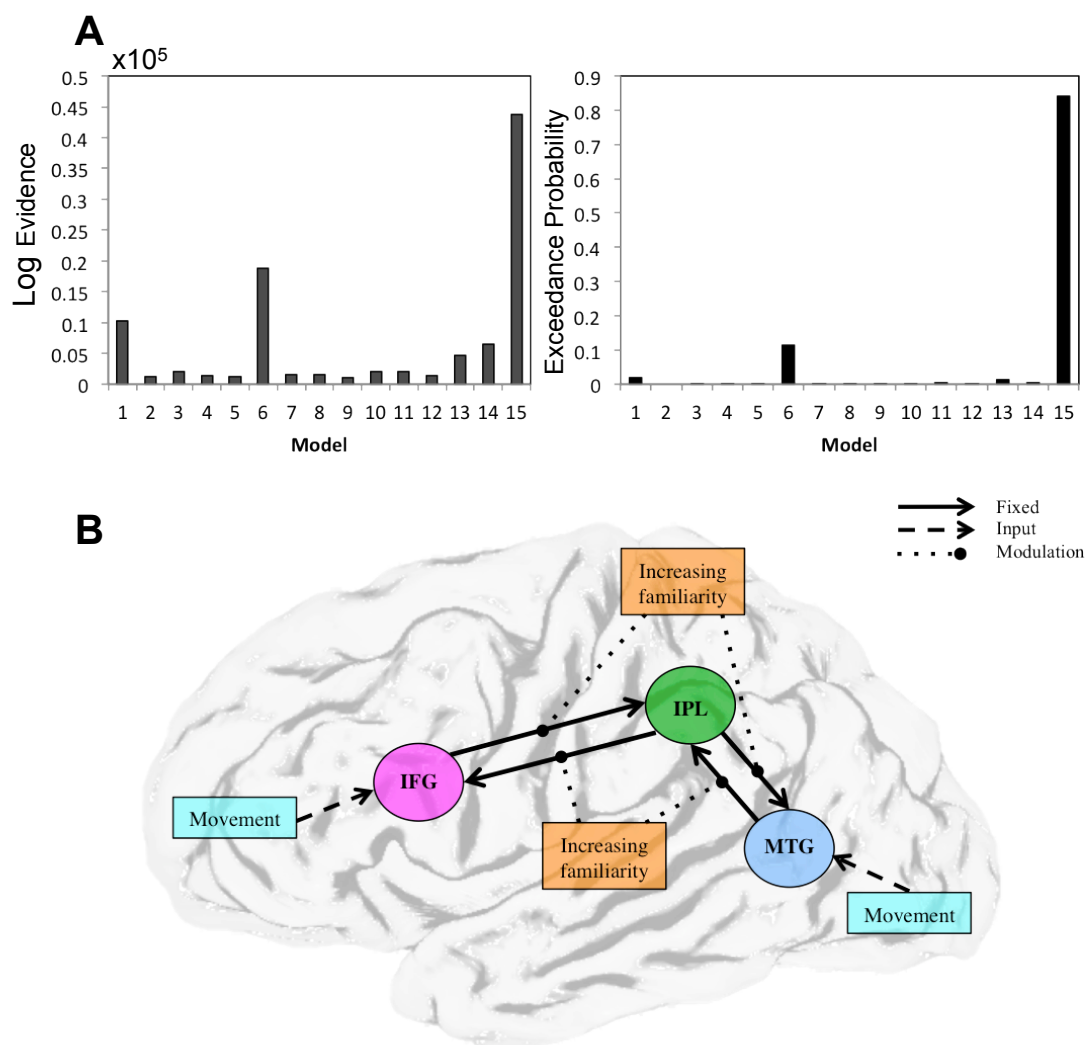 A
x10⁵
Log Evidence
0.5
0.45
0.4
0.35
0.3
0.25
0.2
0.15
0.1
0.05
0
1 2 3 4 5 6 7 8 9 10 11 12 13 14 15
Model
Exceedance Probability
0.9
0.8
0.7
0.6
0.5
0.4
0.3
0.2
0.1
0
1 2 3 4 5 6 7 8 9 10 11 12 13 14 15
Model
B
Fixed
Input
Modulation
Increasing
familiarity
IPL
IFG
Movement
Increasing
familiarity
MTG
Movement